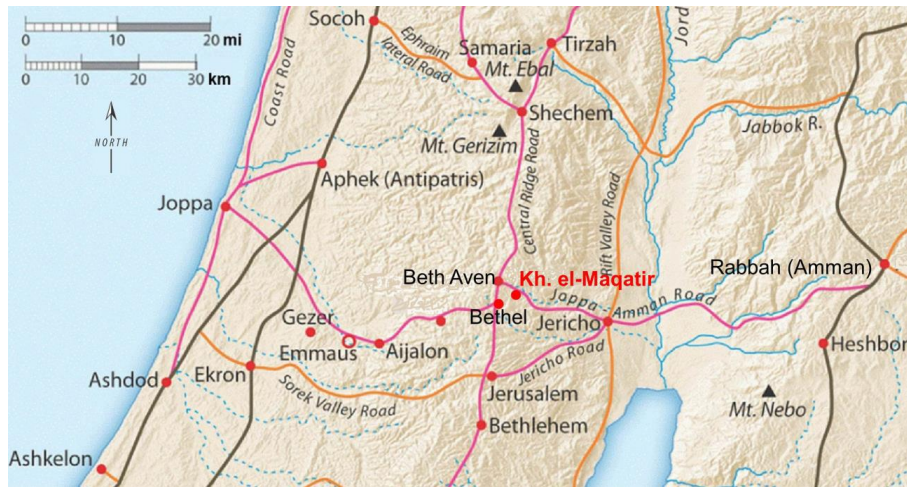 0 10 20 mi
0 10 20 30 km
NORTH
Coast Road
Socoh
Ephraim
lateral Road
Samaria
Mt. Ebal
Tirzah
Jord
Shechem
Mt. Gerizim
Jabbok R.
Aphek (Antipatris)
Joppa
Central Ridge Road
Rift Valley Road
Beth Aven
Kh. el-Maqatir
Rabbah (Amman)
Joppa - Amman Road
Bethel
Jericho
Gezer
Emmaus
Aijalon
Heshbon
Jericho Road
Ashdod
Ekron
Sorek Valley Road
Jerusalem
Mt. Nebo
Bethlehem
Ashkelon